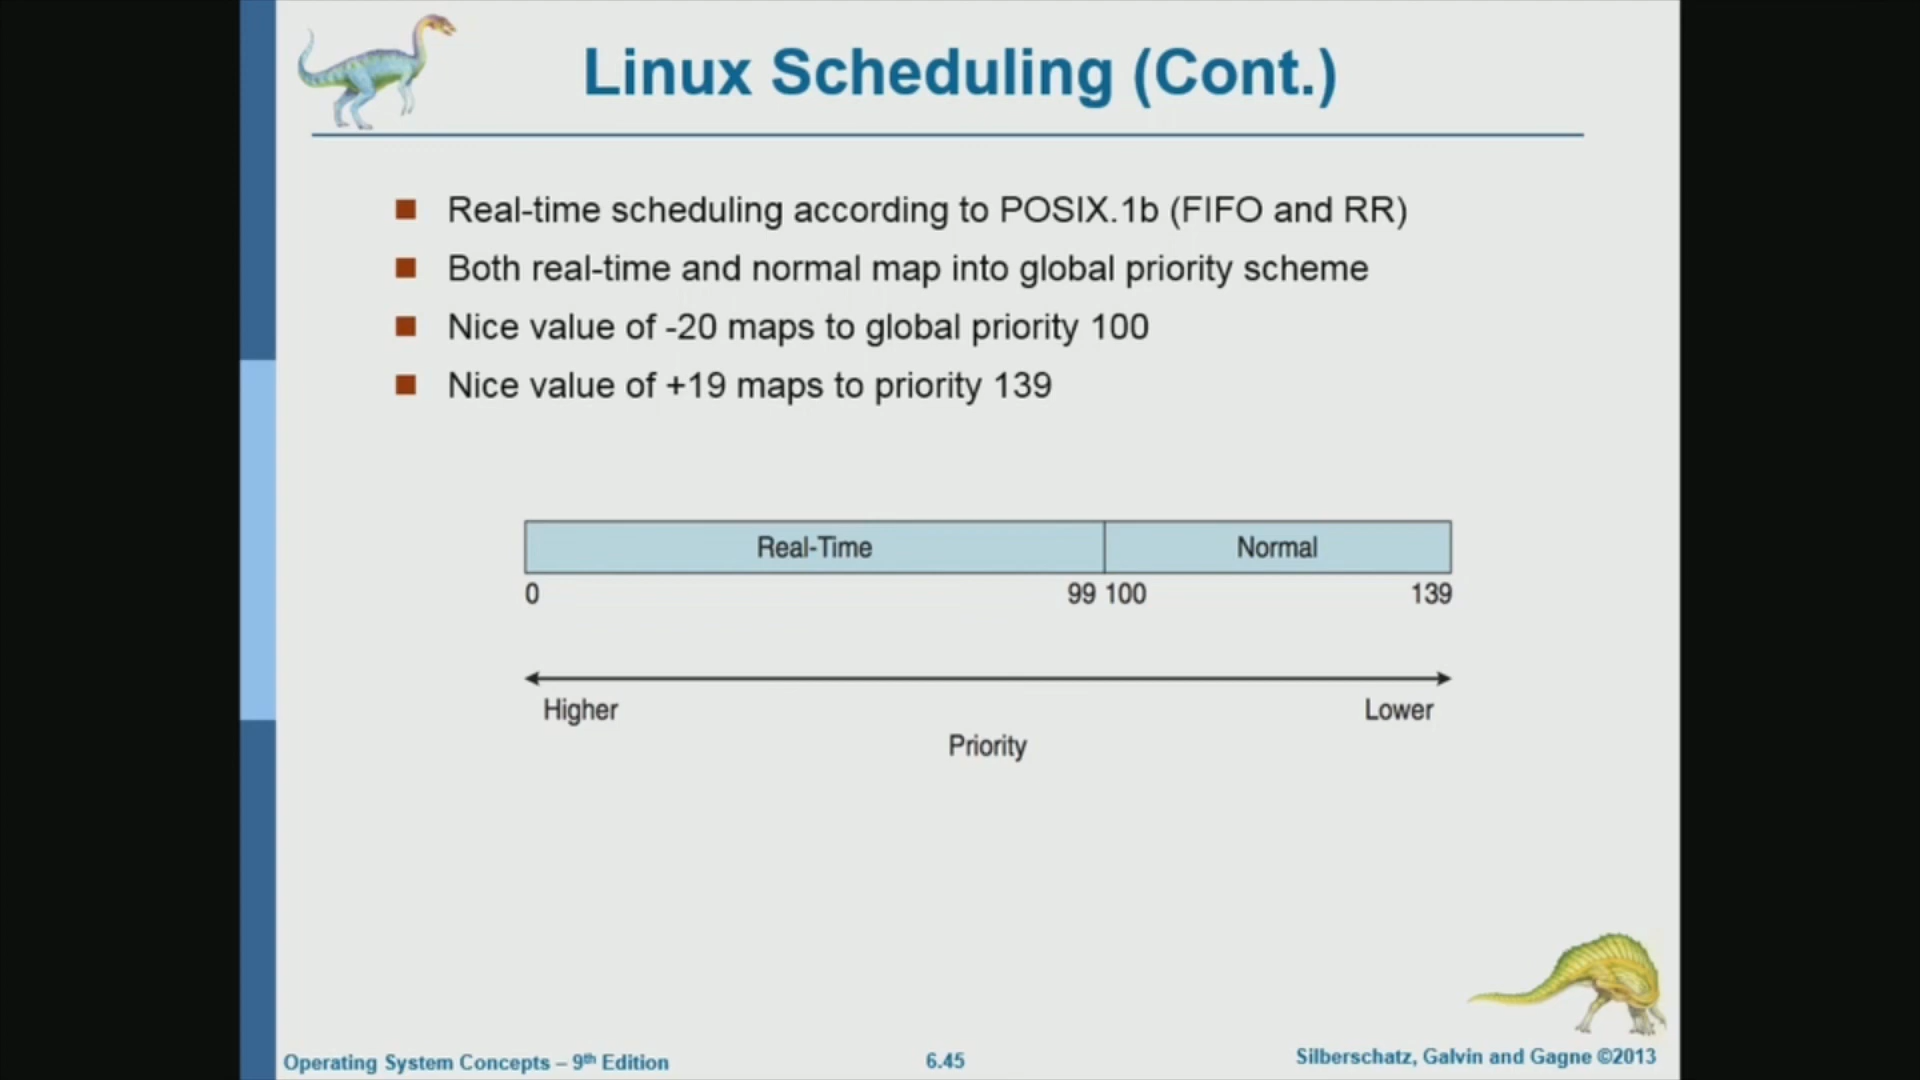 Linux Scheduling (Cont.)
Real-time scheduling according to POSIX.1b (FIFO and RR)
Both real-time and normal map into global priority scheme
Nice value of -20 maps to global priority 100
Nice value of +19 maps to priority 139
Real-Time Normal
0 99 100 139
Higher Lower
Priority
Operating System Concepts – 9th Edition 6.45 Silberschatz, Galvin and Gagne ©2013